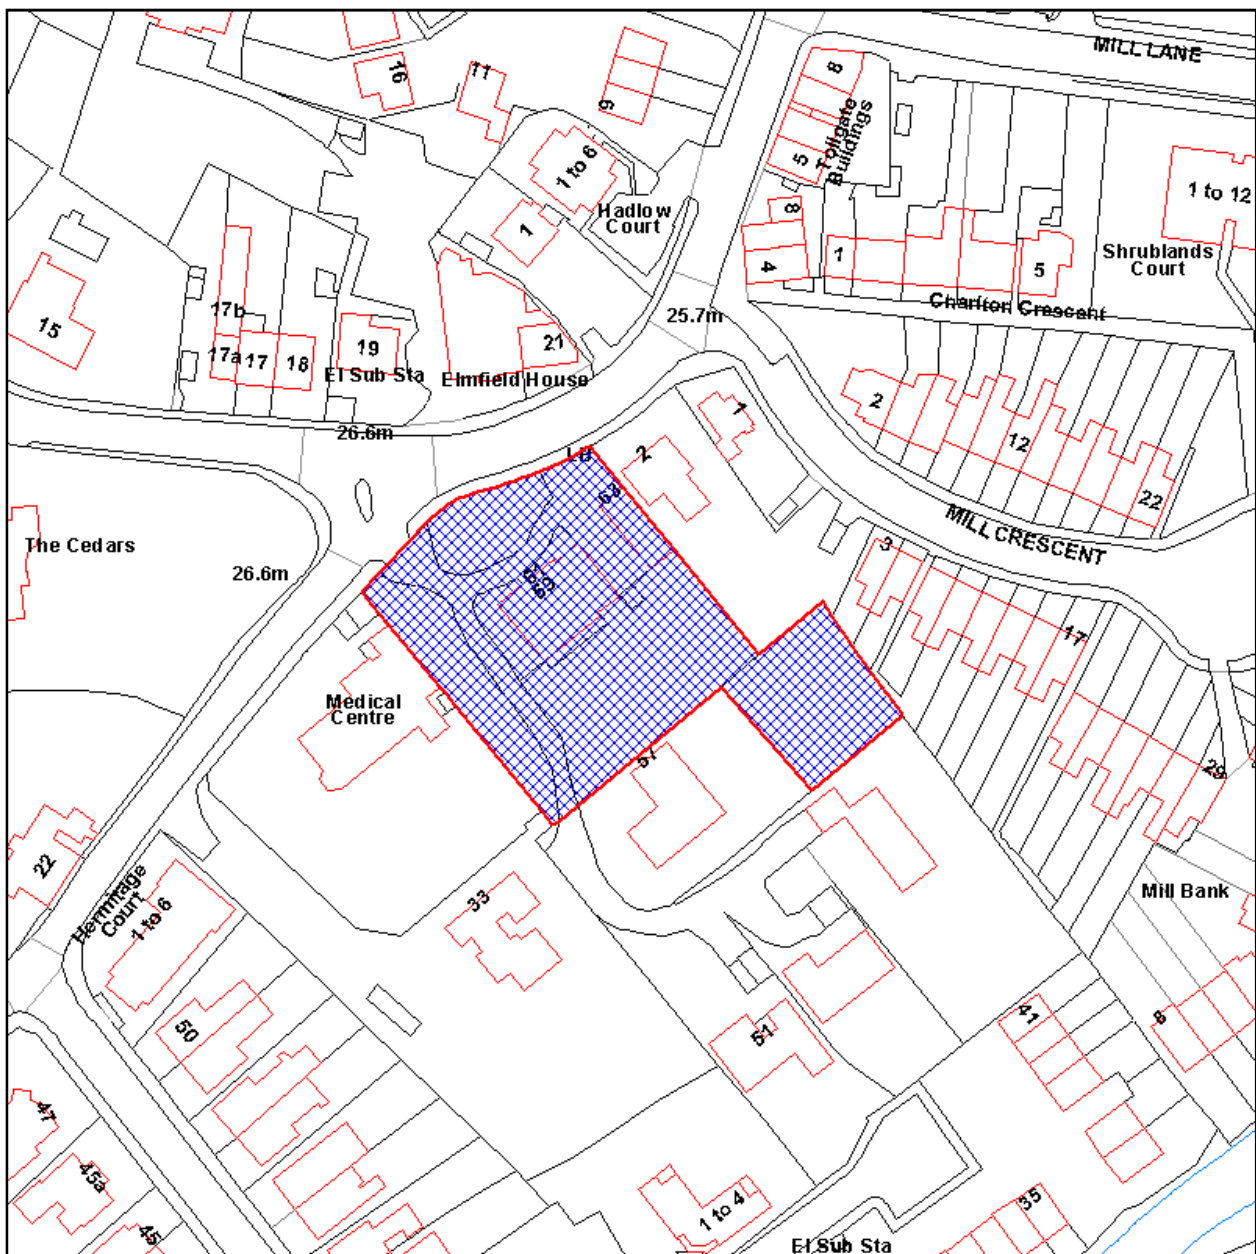 MILL LANE
16
11
9
8
Tollgate
Buildings
5
1 to 6
1 to 12
Hadlow
Court
1
8
4
1
5
Shrublands
Court
Charlton Crescent
15
17b
17a
17
18
19
21
25.7m
El Sub Sta
Elmfield House
26.6m
LB
2
1
2
12
22
63
MILL CRESCENT
The Cedars
26.6m
3
17
Medical
Centre
57
29
22
Hermitage
Court
1 to 6
33
Mill Bank
50
51
41
8
47
45a
45
1 to 4
35
El Sub Sta